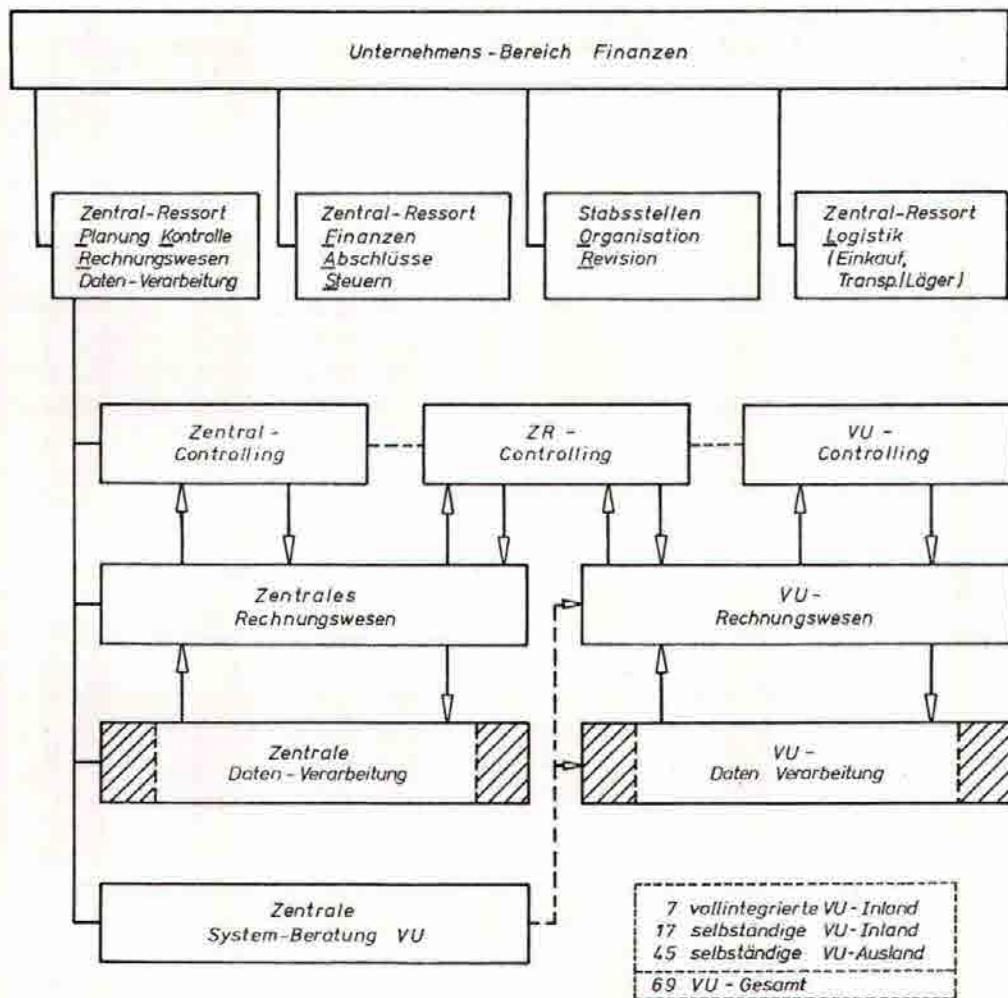 Unternehmens-Bereich Finanzen
Zentral-Ressort
Planung Kontrolle
Rechnungswesen
Daten-Verarbeitung
Zentral-Ressort
Finanzen
Abschlüsse
Steuern
Stabsstellen
Organisation
Revision
Zentral-Ressort
Logistik
(Einkauf,
Transp./Läger)
Zentral-
Controlling
ZR-
Controlling
VU-
Controlling
Zentrales
Rechnungswesen
VU-
Rechnungswesen
Zentrale
Daten-Verarbeitung
VU-
Daten Verarbeitung
Zentrale
System-Beratung VU
7 vollintegrierte VU-Inland
17 selbständige VU-Inland
45 selbständige VU-Ausland
69 VU-Gesamt